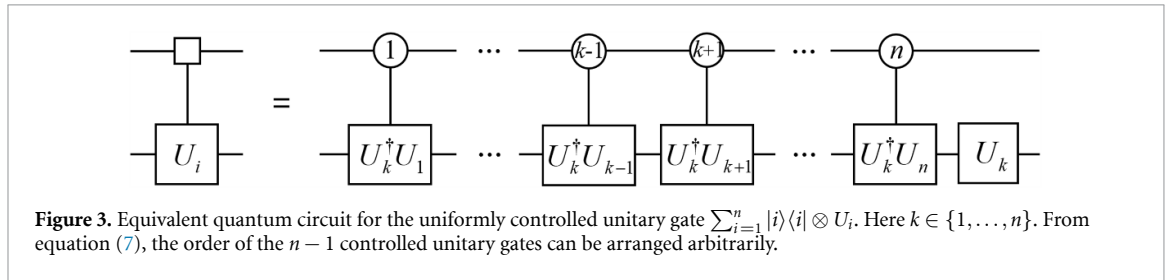 1 ... k-1 k+1 ... n
=
U_i U_k^†U_1 ... U_k^†U_{k-1} U_k^†U_{k+1} ... U_k^†U_n U_k
Figure 3. Equivalent quantum circuit for the uniformly controlled unitary gate ∑_{i=1}^n |i⟩⟨i| ⊗ U_i. Here k ∈ {1, . . . , n}. From
equation (7), the order of the n − 1 controlled unitary gates can be arranged arbitrarily.